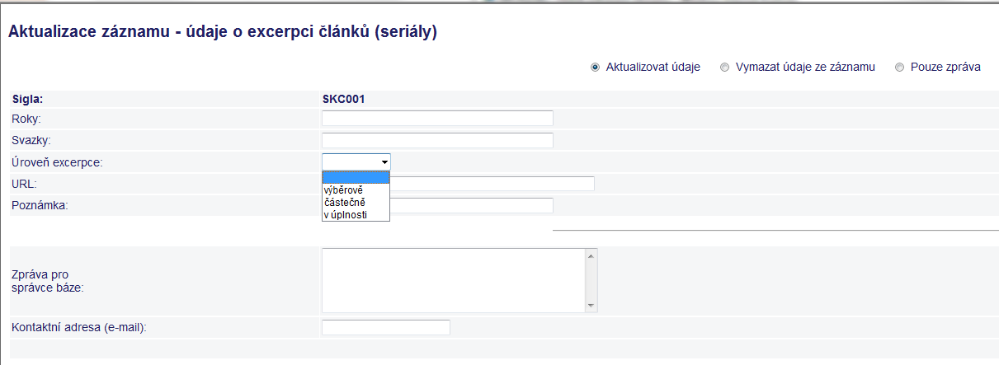 Aktualizace záznamu - údaje o excerpci článků (seriály)
Aktualizovat údaje Vymazat údaje ze záznamu Pouze zpráva
Sigla: SKC001
Roky:
Svazky:
Úroveň excerpce:
URL:
výběrově
částečně
Poznámka:
v úplnosti
Zpráva pro
správce báze:
Kontaktní adresa (e-mail):